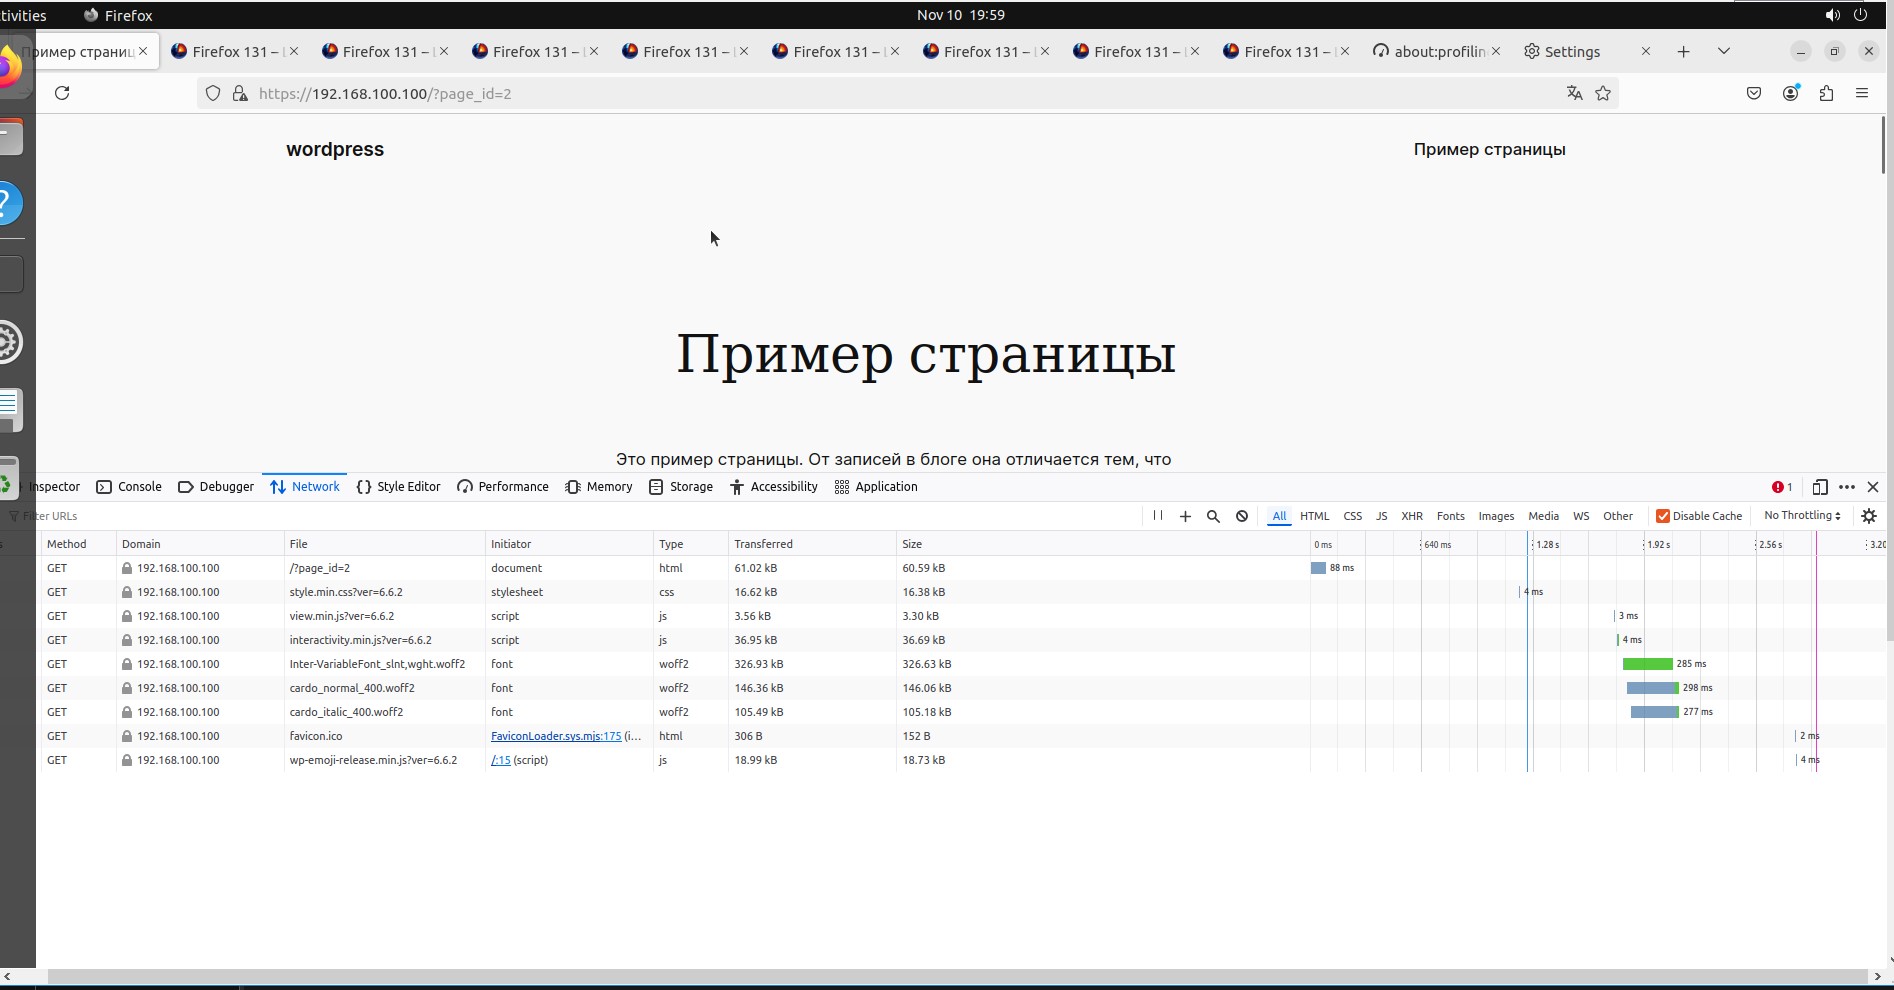 tivities Firefox Nov 10 19:59
Пример страниц Firefox 131 – Firefox 131 – Firefox 131 – Firefox 131 – Firefox 131 – Firefox 131 – Firefox 131 – Firefox 131 – about:profilin Settings
https://192.168.100.100/?page_id=2
wordpress Пример страницы
Пример страницы
Это пример страницы. От записей в блоге она отличается тем, что
Inspector Console Debugger Network Style Editor Performance Memory Storage Accessibility Application 1
Filter URLs All HTML CSS JS XHR Fonts Images Media WS Other Disable Cache No Throttling
Method Domain File Initiator Type Transferred Size 0 ms 640 ms 1.28 s 1.92 s 2.56 s 3.20
GET 192.168.100.100 /?page_id=2 document html 61.02 kB 60.59 kB 88 ms
GET 192.168.100.100 style.min.css?ver=6.6.2 stylesheet css 16.62 kB 16.38 kB 4 ms
GET 192.168.100.100 view.min.js?ver=6.6.2 script js 3.56 kB 3.30 kB 3 ms
GET 192.168.100.100 interactivity.min.js?ver=6.6.2 script js 36.95 kB 36.69 kB 4 ms
GET 192.168.100.100 Inter-VariableFont_slnt,wght.woff2 font woff2 326.93 kB 326.63 kB 285 ms
GET 192.168.100.100 cardo_normal_400.woff2 font woff2 146.36 kB 146.06 kB 298 ms
GET 192.168.100.100 cardo_italic_400.woff2 font woff2 105.49 kB 105.18 kB 277 ms
GET 192.168.100.100 favicon.ico FaviconLoader.sys.mjs:175 (i… html 306 B 152 B 2 ms
GET 192.168.100.100 wp-emoji-release.min.js?ver=6.6.2 /:15 (script) js 18.99 kB 18.73 kB 4 ms